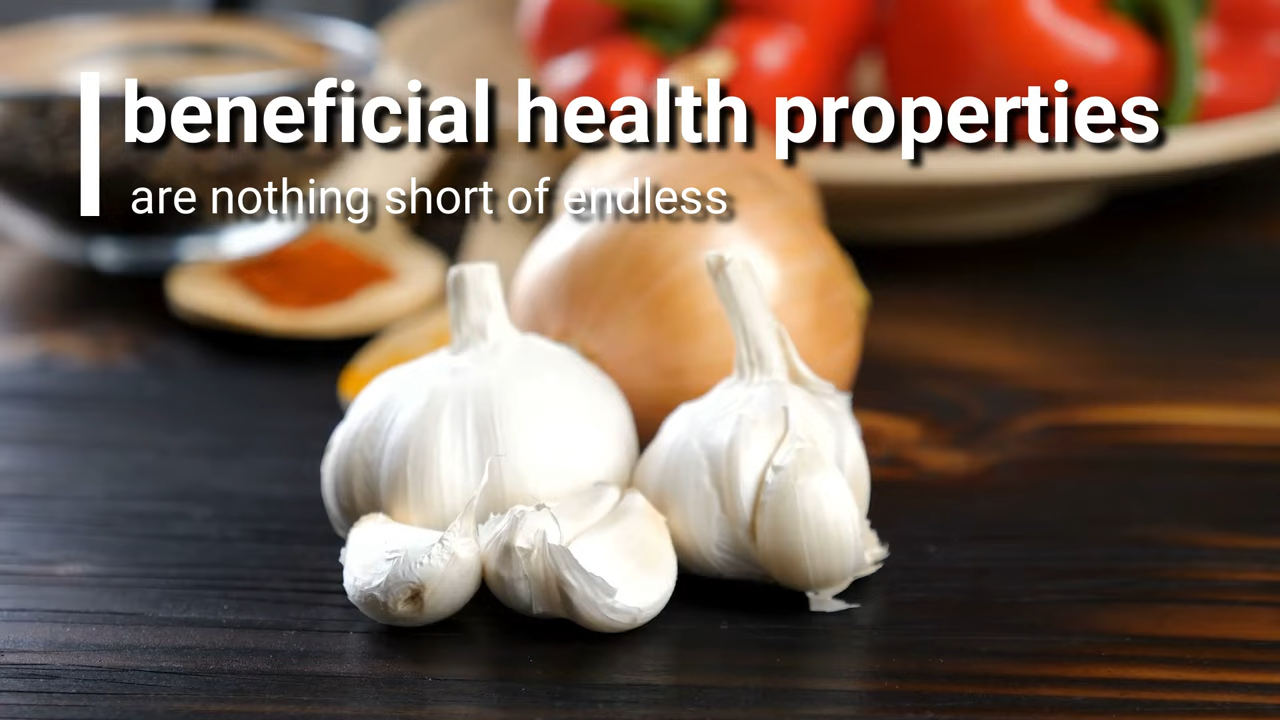 beneficial health properties
are nothing short of endless